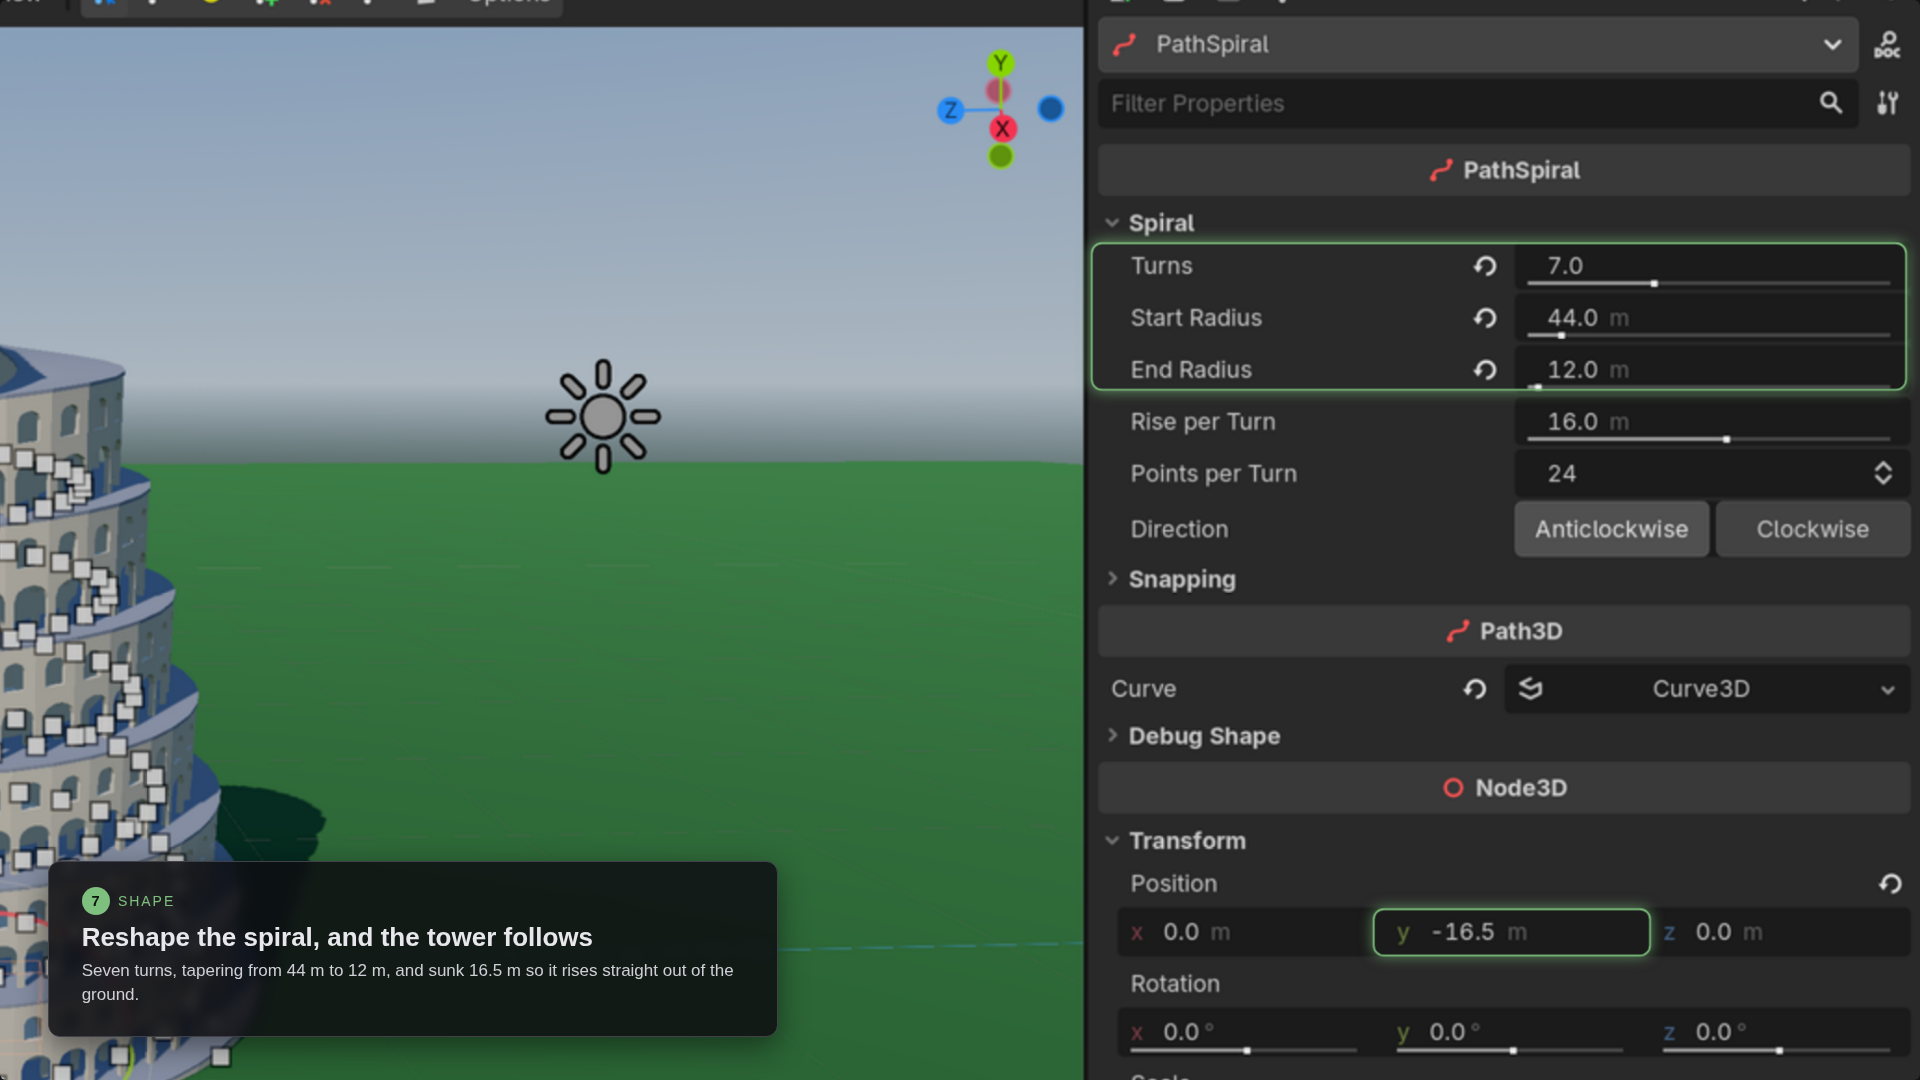 Options
PathSpiral
DOC
Filter Properties
Y
Z
X
PathSpiral
Spiral
Turns 7.0
Start Radius 44.0 m
End Radius 12.0 m
Rise per Turn 16.0 m
Points per Turn 24
Direction Anticlockwise Clockwise
Snapping
Path3D
Curve Curve3D
Debug Shape
Node3D
Transform
Position
x 0.0 m y -16.5 m z 0.0 m
Rotation
x 0.0 ° y 0.0 ° z 0.0 °
Scale
7 SHAPE
Reshape the spiral, and the tower follows
Seven turns, tapering from 44 m to 12 m, and sunk 16.5 m so it rises straight out of the
ground.